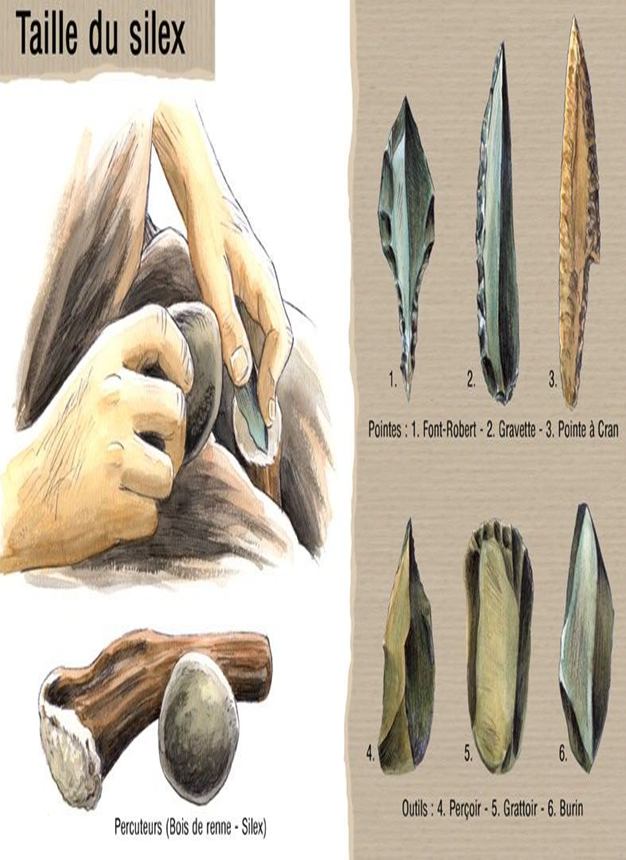 Taille du silex
1.
2.
3.
Pointes : 1. Font-Robert - 2. Gravette - 3. Pointe à Cran
4.
5.
6.
Outils : 4. Perçoir - 5. Grattoir - 6. Burin
Percuteurs (Bois de renne - Silex)